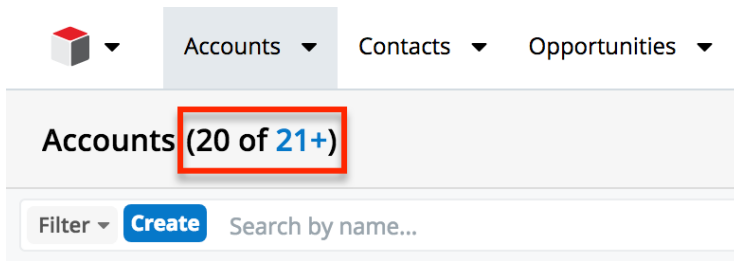 Accounts Contacts Opportunities
Accounts (20 of 21+)
Filter Create Search by name...